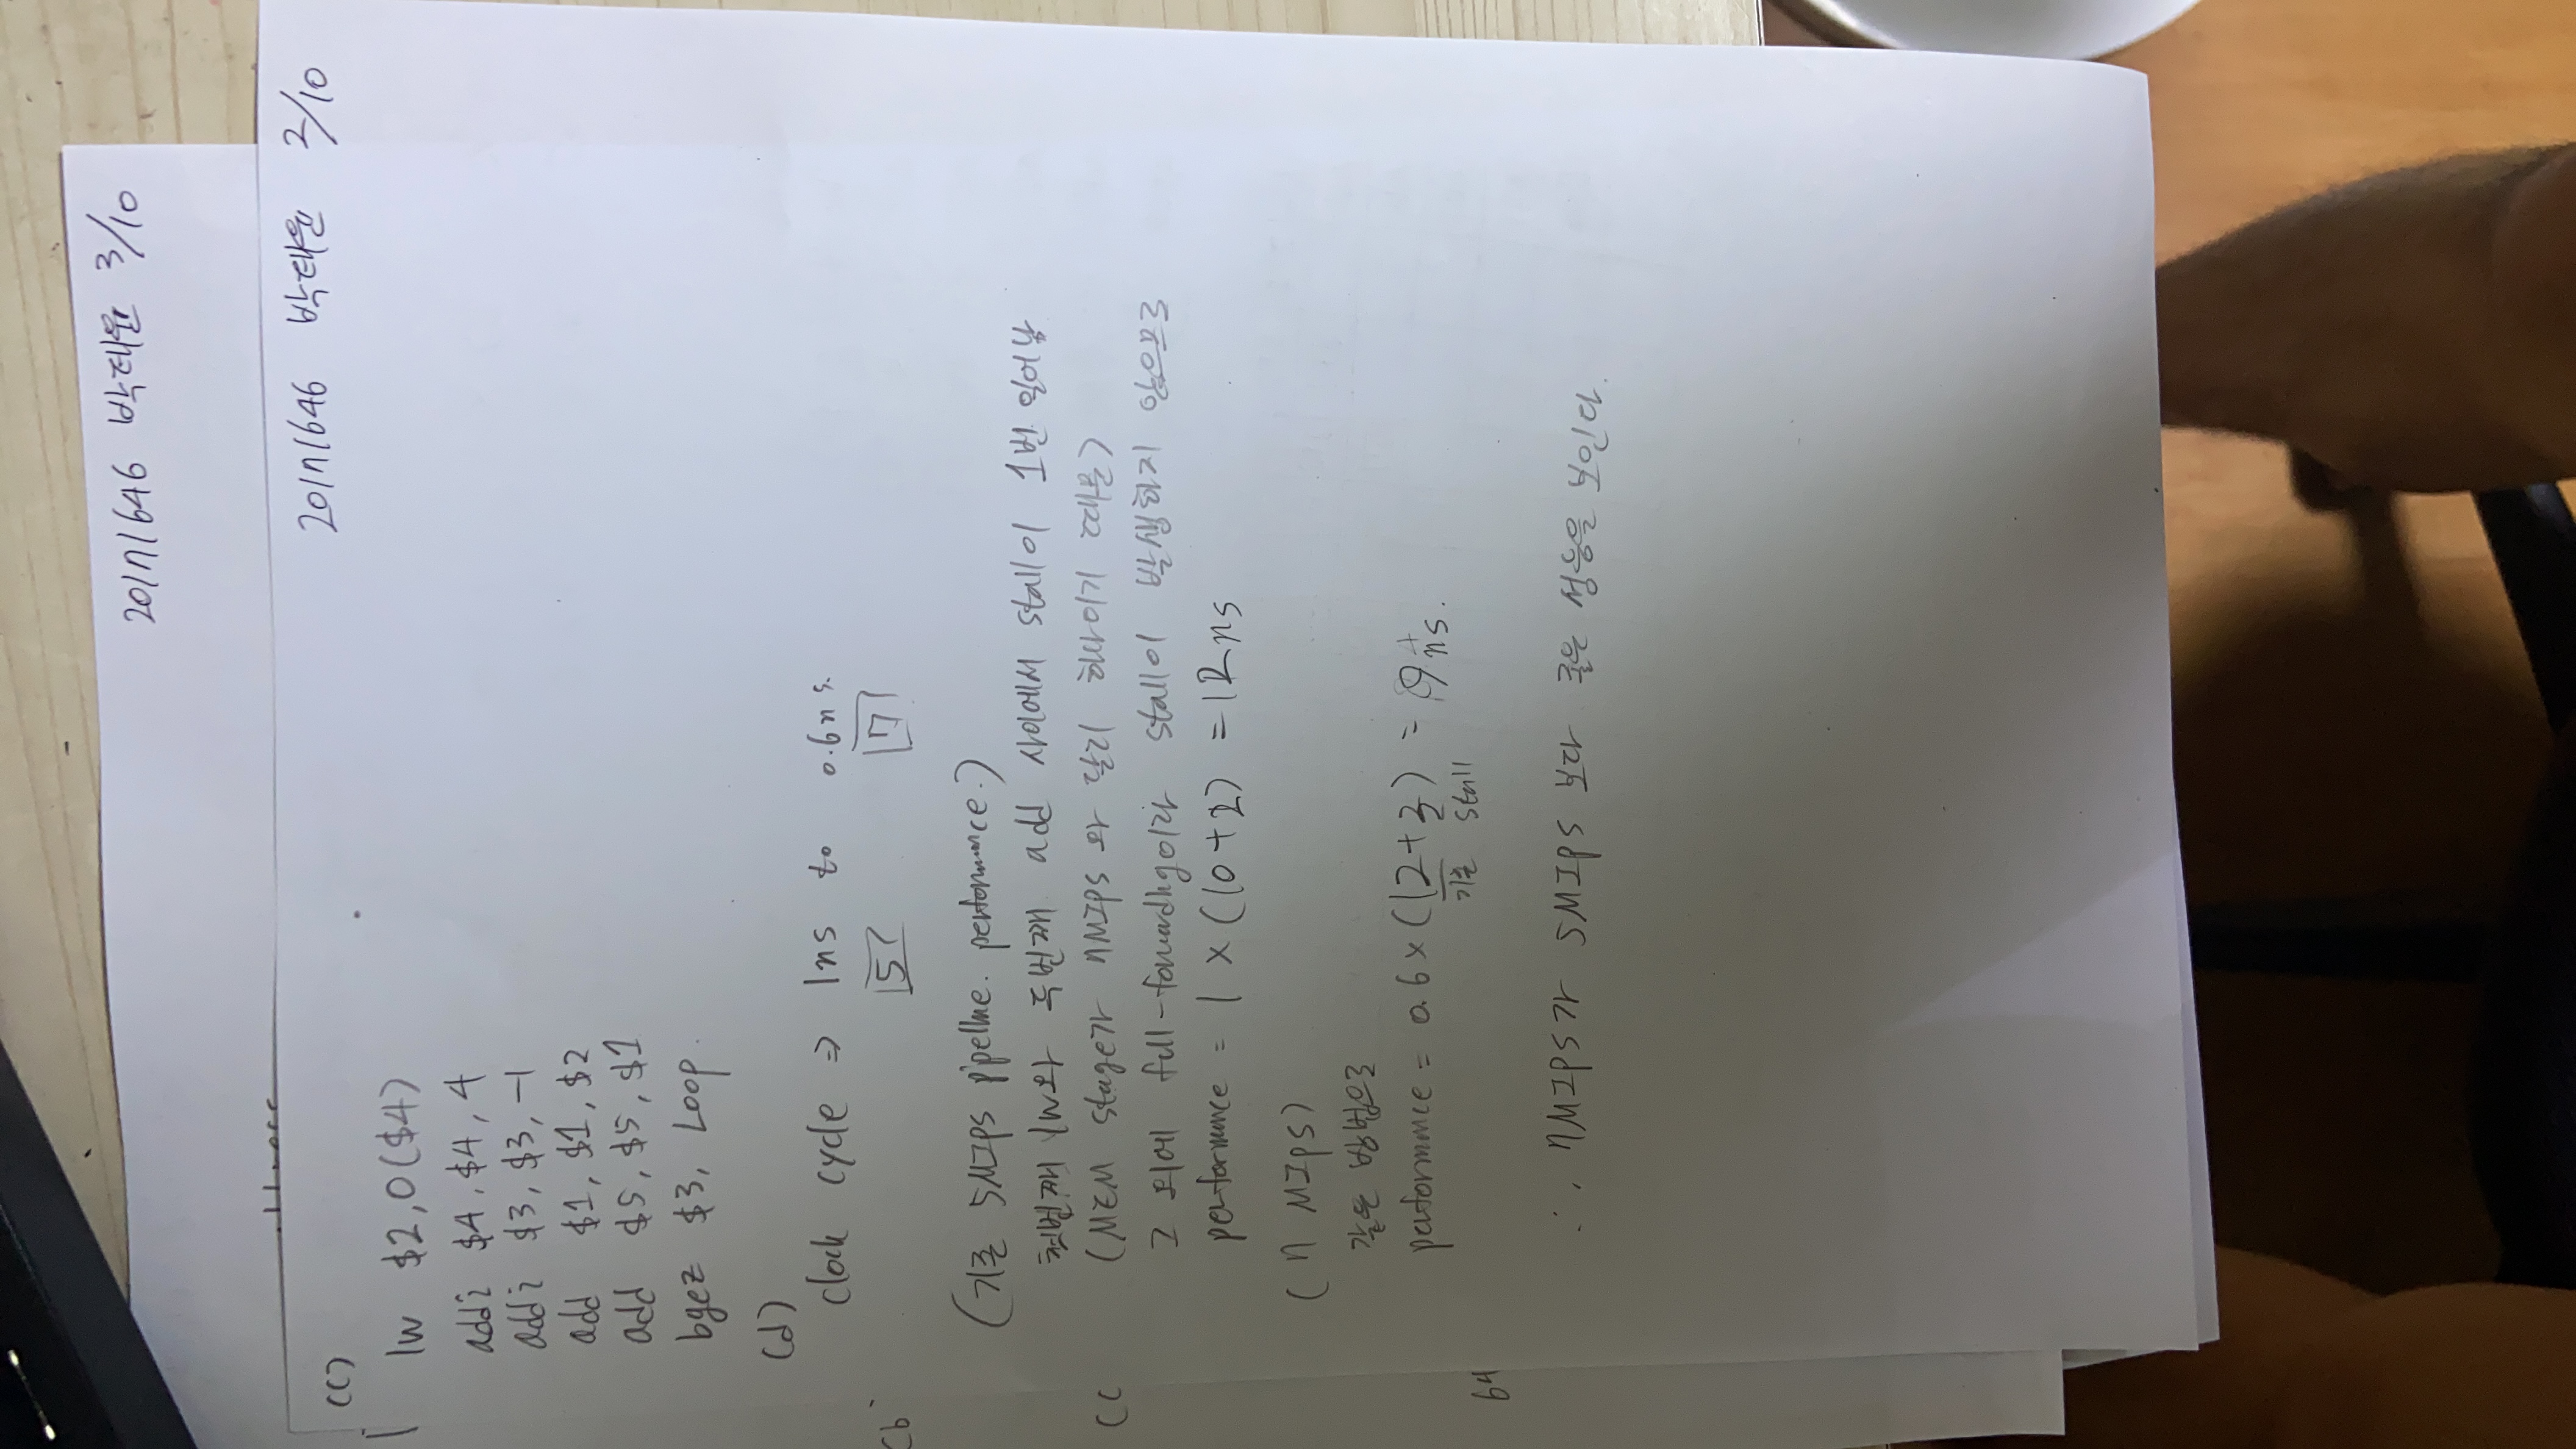 20171646 박태윤 3/10
20171646 박태윤 2/10
(c)
lw $2, 0($4)
addi $4, $4, 4
addi $3, $3, -1
add $1, $1, $2
add $5, $5, $1
bgez $3, Loop.
(d)
clock cycle ⇒ 1ns to 0.6ns.
5 7
(b
(기존 5MIPS pipeline. performance.)
첫번째 lw와 두번째 add 사이에서 stall이 1번 일어남
(c
(MEM stage가 7MIPS와 달리 하나이기 때문)
그 외에 full-forwarding이라 stall이 발생하지 않으므로
performance = 1 × (10+2) = 12ns
(7 MIPS)
같은 방법으로
performance = 0.6 × (12+3) = 9ns.
기존 stall
64
∴ 7MIPS가 5MIPS 보다 좋은 성능을 보인다.